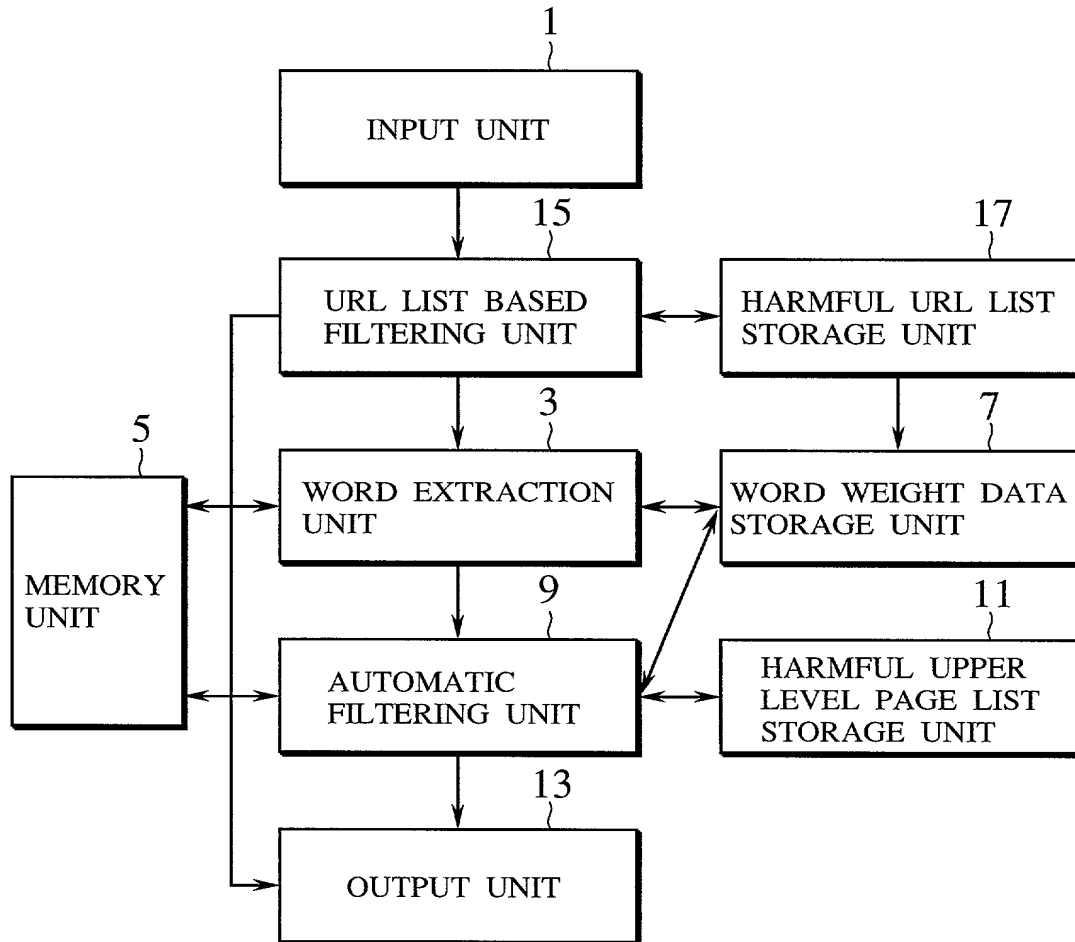 1
INPUT UNIT
15
URL LIST BASED
FILTERING UNIT
17
HARMFUL URL LIST
STORAGE UNIT
3
WORD EXTRACTION
UNIT
7
WORD WEIGHT DATA
STORAGE UNIT
5
MEMORY
UNIT
9
AUTOMATIC
FILTERING UNIT
11
HARMFUL UPPER
LEVEL PAGE LIST
STORAGE UNIT
13
OUTPUT UNIT